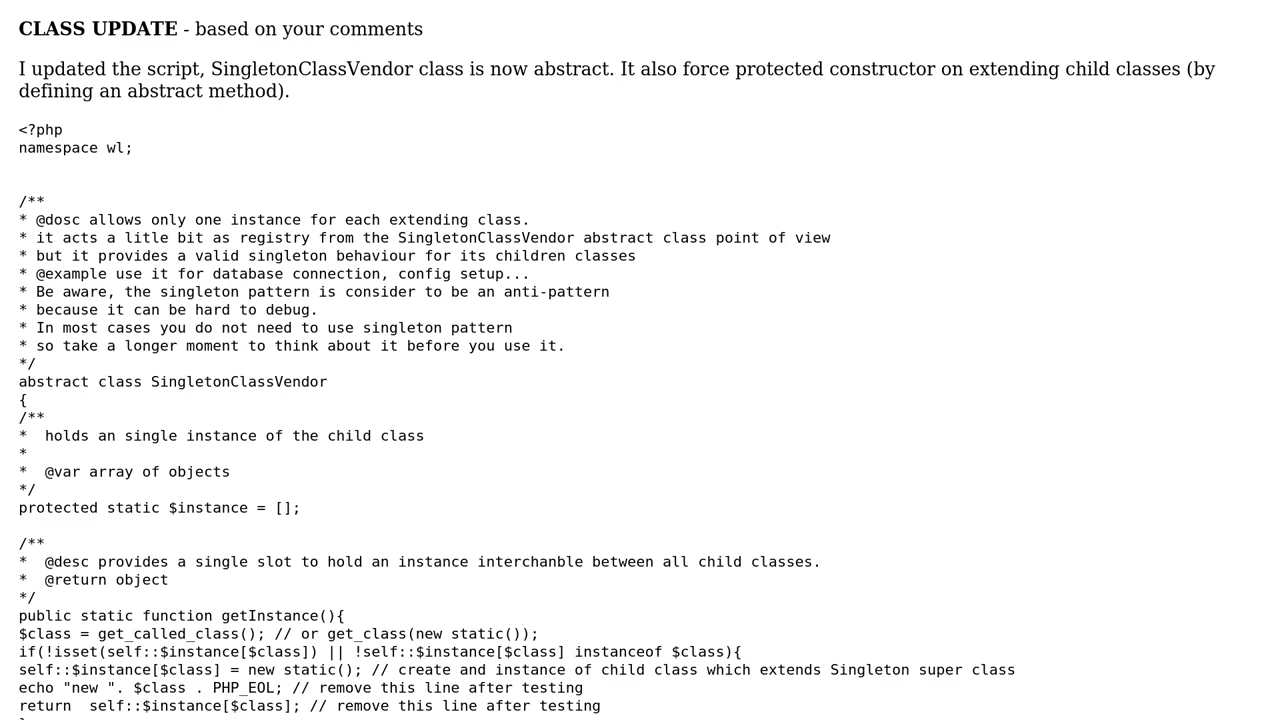 CLASS UPDATE - based on your comments
I updated the script, SingletonClassVendor class is now abstract. It also force protected constructor on extending child classes (by
defining an abstract method).
<?php
namespace wl;
/**
* @dosc allows only one instance for each extending class.
* it acts a litle bit as registry from the SingletonClassVendor abstract class point of view
* but it provides a valid singleton behaviour for its children classes
* @example use it for database connection, config setup...
* Be aware, the singleton pattern is consider to be an anti-pattern
* because it can be hard to debug.
* In most cases you do not need to use singleton pattern
* so take a longer moment to think about it before you use it.
*/
abstract class SingletonClassVendor
{
/**
*  holds an single instance of the child class
*
*  @var array of objects
*/
protected static $instance = [];
/**
*  @desc provides a single slot to hold an instance interchanble between all child classes.
*  @return object
*/
public static function getInstance(){
$class = get_called_class(); // or get_class(new static());
if(!isset(self::$instance[$class]) || !self::$instance[$class] instanceof $class){
self::$instance[$class] = new static(); // create and instance of child class which extends Singleton super class
echo "new ". $class . PHP_EOL; // remove this line after testing
return  self::$instance[$class]; // remove this line after testing